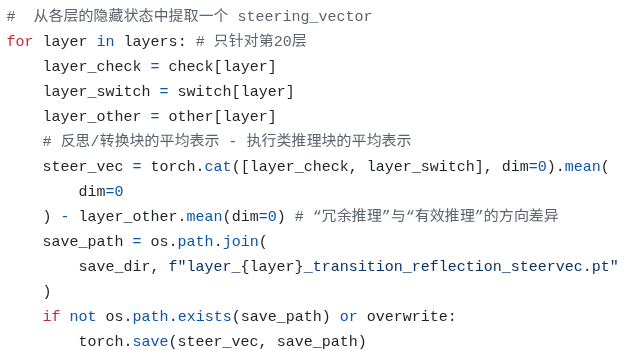 #  从各层的隐藏状态中提取一个 steering_vector
for layer in layers: # 只针对第20层
    layer_check = check[layer]
    layer_switch = switch[layer]
    layer_other = other[layer]
    # 反思/转换块的平均表示 - 执行类推理块的平均表示
    steer_vec = torch.cat([layer_check, layer_switch], dim=0).mean(
        dim=0
    ) - layer_other.mean(dim=0) # “冗余推理”与“有效推理”的方向差异
    save_path = os.path.join(
        save_dir, f"layer_{layer}_transition_reflection_steervec.pt"
    )
    if not os.path.exists(save_path) or overwrite:
        torch.save(steer_vec, save_path)